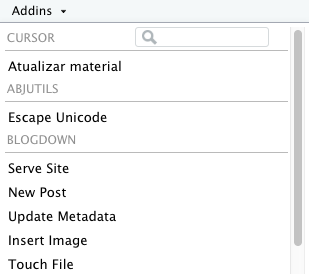 Addins
CURSOR
Atualizar material
ABJUTILS
Escape Unicode
BLOGDOWN
Serve Site
New Post
Update Metadata
Insert Image
Touch File